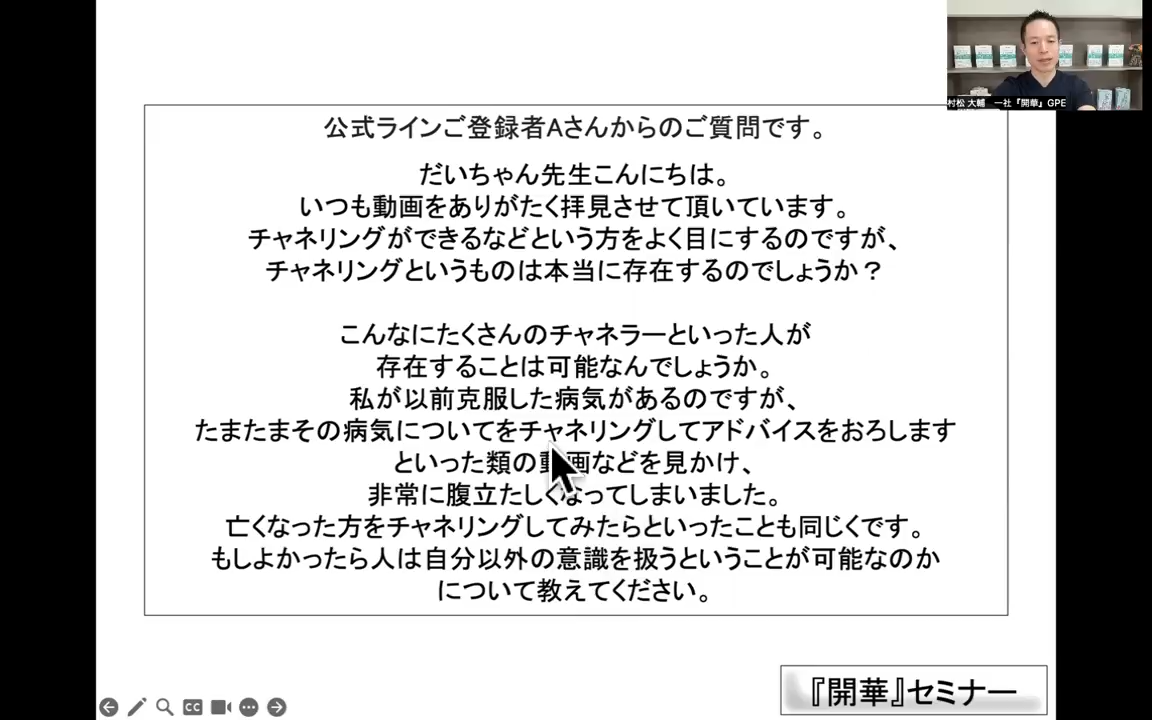 村松 大輔　一社『開華』GPE
公式ラインご登録者Aさんからのご質問です。
だいちゃん先生こんにちは。
いつも動画をありがたく拝見させて頂いています。
チャネリングができるなどという方をよく目にするのですが、
チャネリングというものは本当に存在するのでしょうか？
こんなにたくさんのチャネラーといった人が
存在することは可能なんでしょうか。
私が以前克服した病気があるのですが、
たまたまその病気についてをチャネリングしてアドバイスをおろします
といった類の動画などを見かけ、
非常に腹立たしくなってしまいました。
亡くなった方をチャネリングしてみたらといったことも同じくです。
もしよかったら人は自分以外の意識を扱うということが可能なのか
について教えてください。
『開華』セミナー
CC